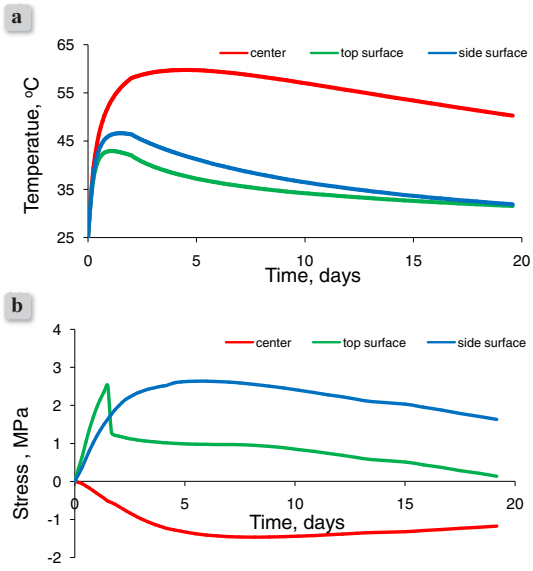 a
65
55
45
35
25
Temperatue, ºC
center
top surface
side surface
0
5
10
15
20
Time, days
b
4
3
2
1
0
-1
-2
Stress , MPa
center
top surface
side surface
0
5
10
15
20
Time, days